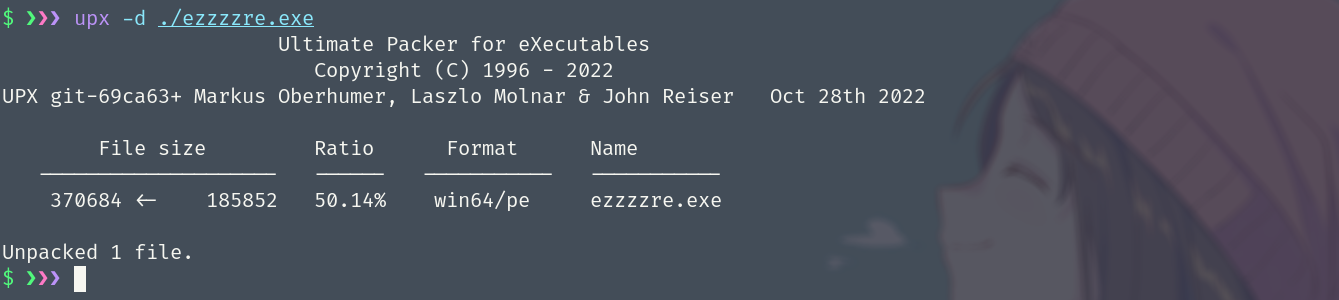 $ ❯❯❯ upx -d ./ezzzzre.exe
                       Ultimate Packer for eXecutables
                          Copyright (C) 1996 - 2022
UPX git-69ca63+ Markus Oberhumer, Laszlo Molnar & John Reiser   Oct 28th 2022
        File size         Ratio      Format      Name
   --------------------   ------   -----------   -----------
    370684 <-    185852   50.14%    win64/pe     ezzzzre.exe
Unpacked 1 file.
$ ❯❯❯